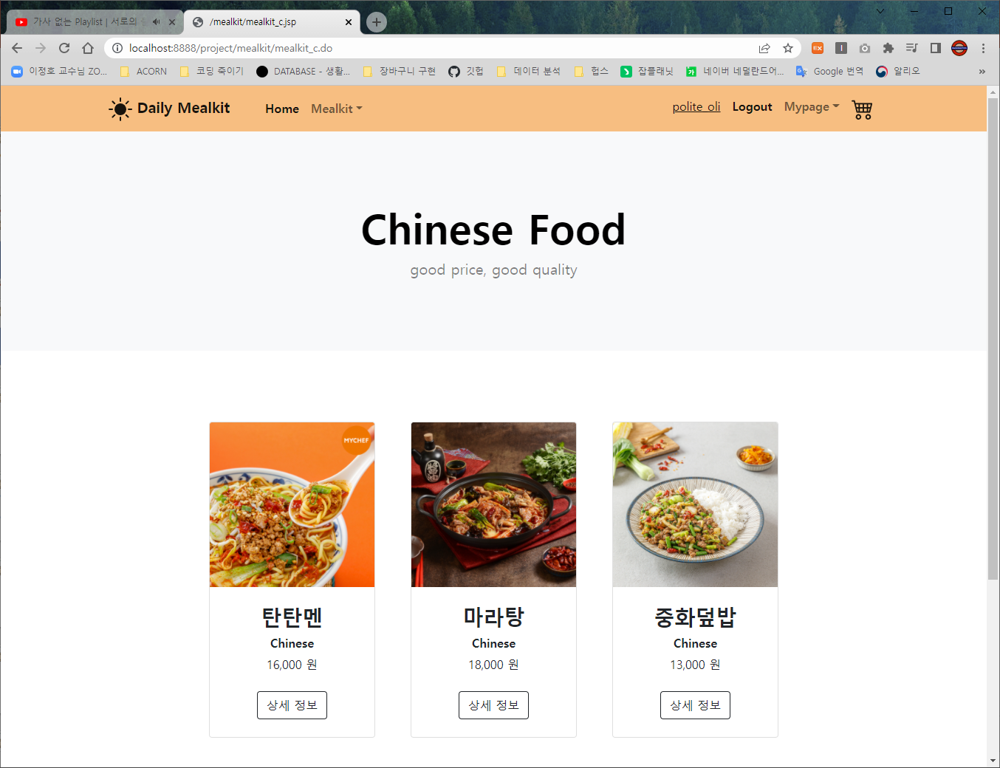 가사 없는 Playlist | 서로의
/mealkit/mealkit_c.jsp
localhost:8888/project/mealkit/mealkit_c.do
이정호 교수님 ZO...
ACORN
코딩 죽이기
DATABASE - 생활...
장바구니 구현
깃헙
데이터 분석
헙스
잡플래닛
네이버 네덜란드어...
Google 번역
알리오
»
Daily Mealkit
Home
Mealkit
polite_oli
Logout
Mypage
Chinese Food
good price, good quality
MYCHEF
탄탄멘
Chinese
16,000 원
상세 정보
마라탕
Chinese
18,000 원
상세 정보
중화덮밥
Chinese
13,000 원
상세 정보